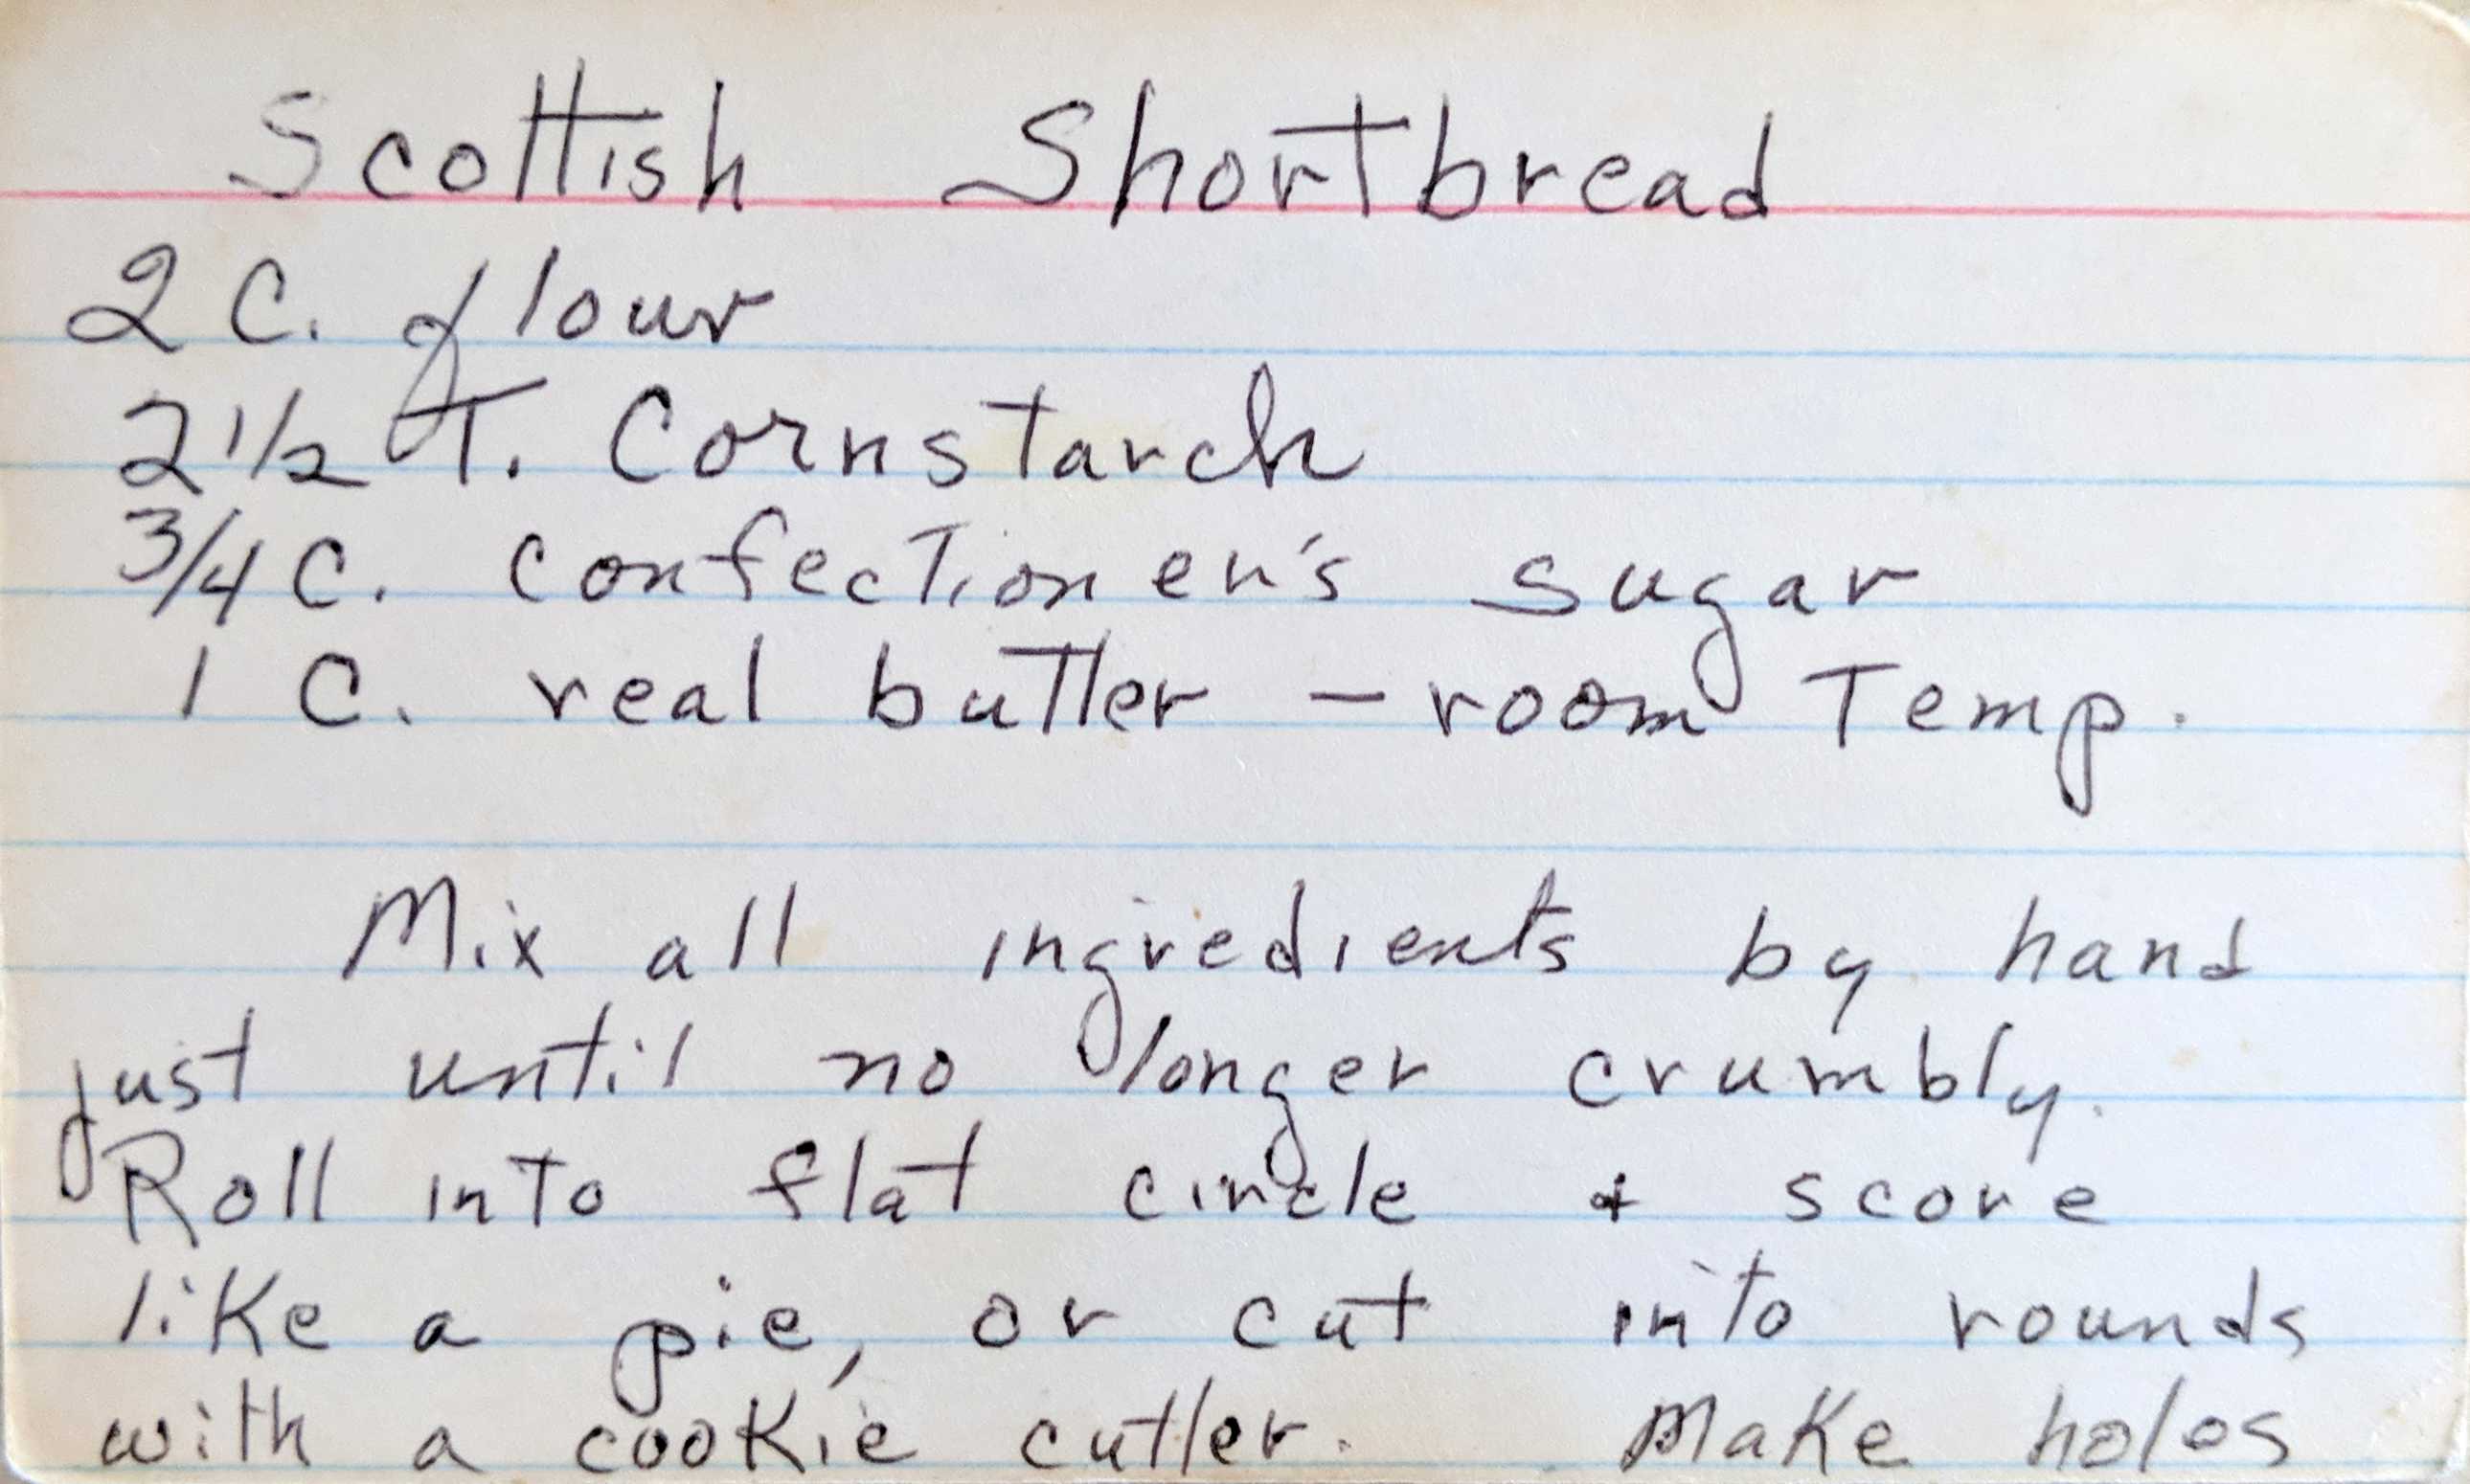 Scottish Shortbread
2 C. flour
2 1/2 T. Cornstarch
3/4 C. confectioner's sugar
1 C. real butter – room Temp.
Mix all ingredients by hand
just until no longer crumbly.
Roll into flat circle & score
like a pie, or cut into rounds
with a cookie cutter. Make holes